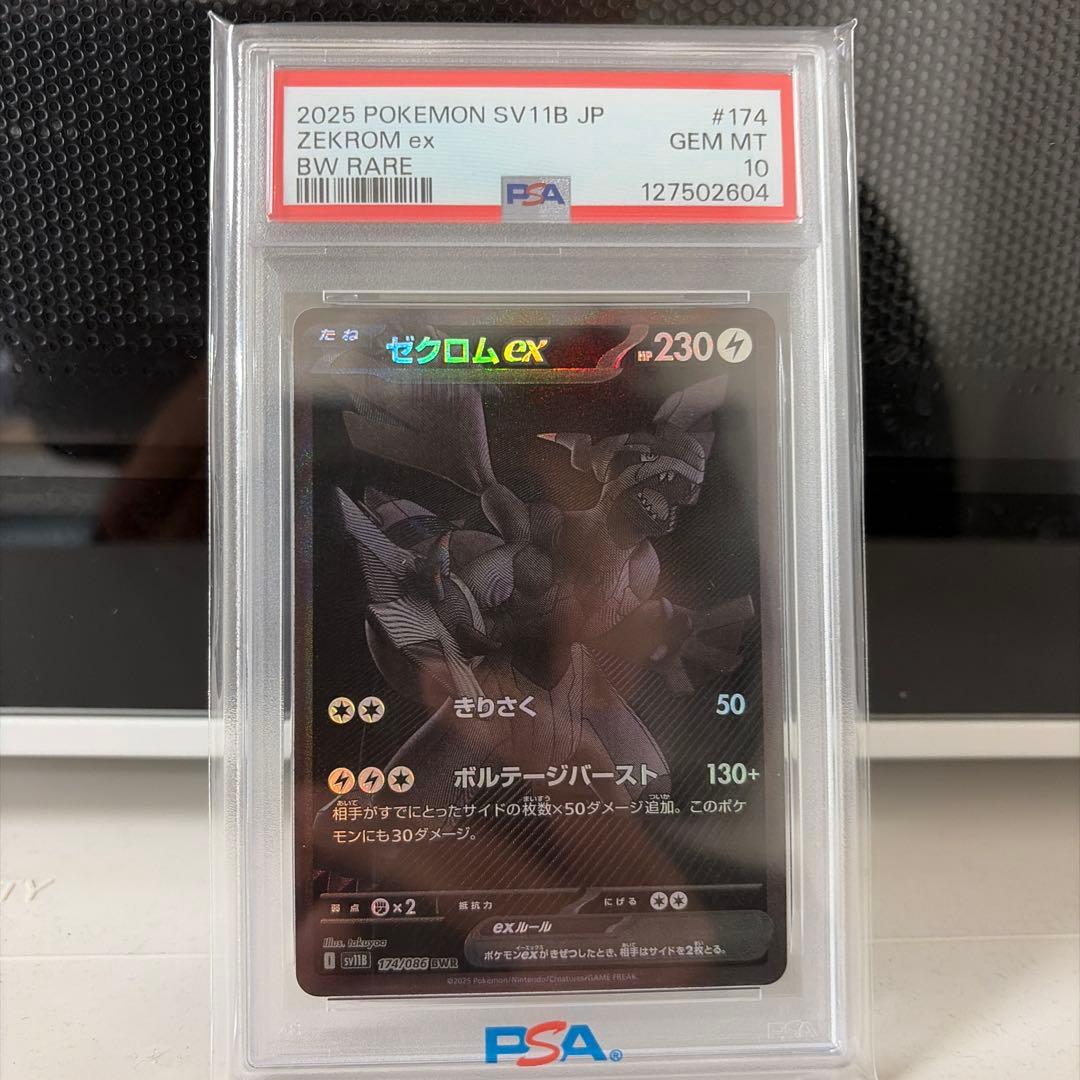 2025 POKEMON SV11B JP #174
ZEKROM ex GEM MT
BW RARE 10
PSA 127502604
たね ゼクロムex HP 230
きりさく 50
ボルテージバースト 130+
相手がすでにとったサイドの枚数×50ダメージ追加。このポケ
モンにも30ダメージ。
弱点 ×2 抵抗力 にげる
exルール
ポケモンexがきぜつしたとき、相手はサイドを2枚とる。
Illus. takuyoa
I sv11B 174/086 BWR
©2025 Pokémon/Nintendo/Creatures/GAME FREAK.
PSA®
PSA